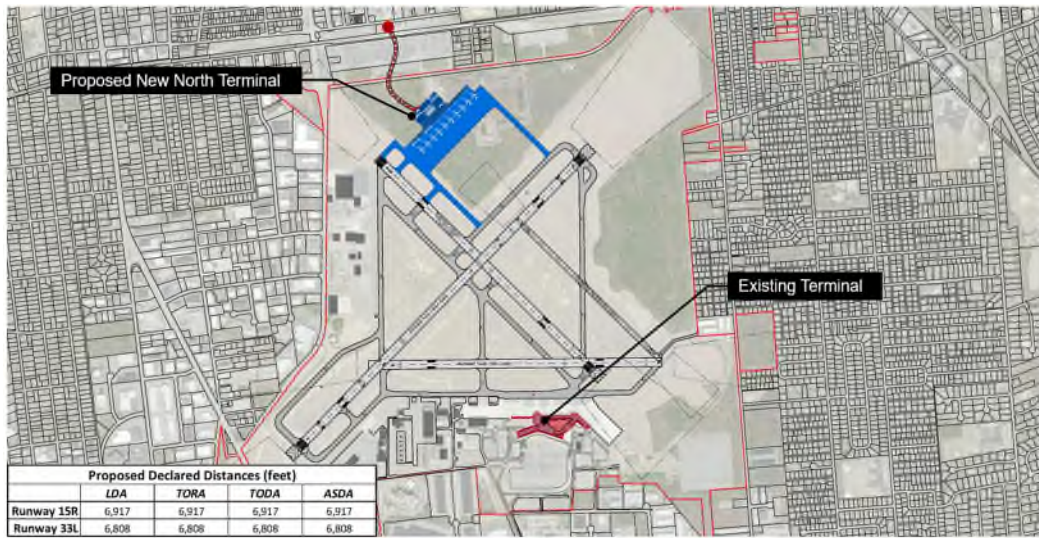 Proposed New North Terminal
Existing Terminal
Proposed Declared Distances (feet)
LDA TORA TODA ASDA
Runway 15R 6,917 6,917 6,917 6,917
Runway 33L 6,808 6,808 6,808 6,808